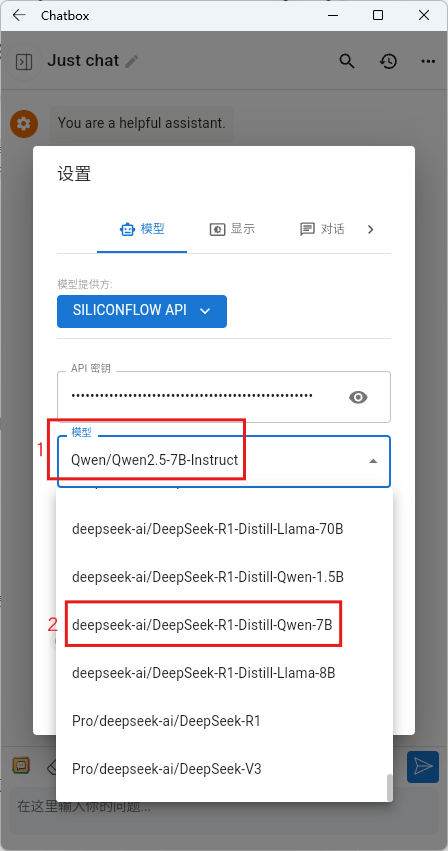 Chatbox
Just chat
You are a helpful assistant.
设置
模型 显示 对话
模型提供方:
SILICONFLOW API
API 密钥
••••••••••••••••••••••••••••••••••••••••••••••••••
模型
1
Qwen/Qwen2.5-7B-Instruct
deepseek-ai/DeepSeek-R1-Distill-Llama-70B
deepseek-ai/DeepSeek-R1-Distill-Qwen-1.5B
2
deepseek-ai/DeepSeek-R1-Distill-Qwen-7B
deepseek-ai/DeepSeek-R1-Distill-Llama-8B
Pro/deepseek-ai/DeepSeek-R1
Pro/deepseek-ai/DeepSeek-V3
在这里输入你的问题...